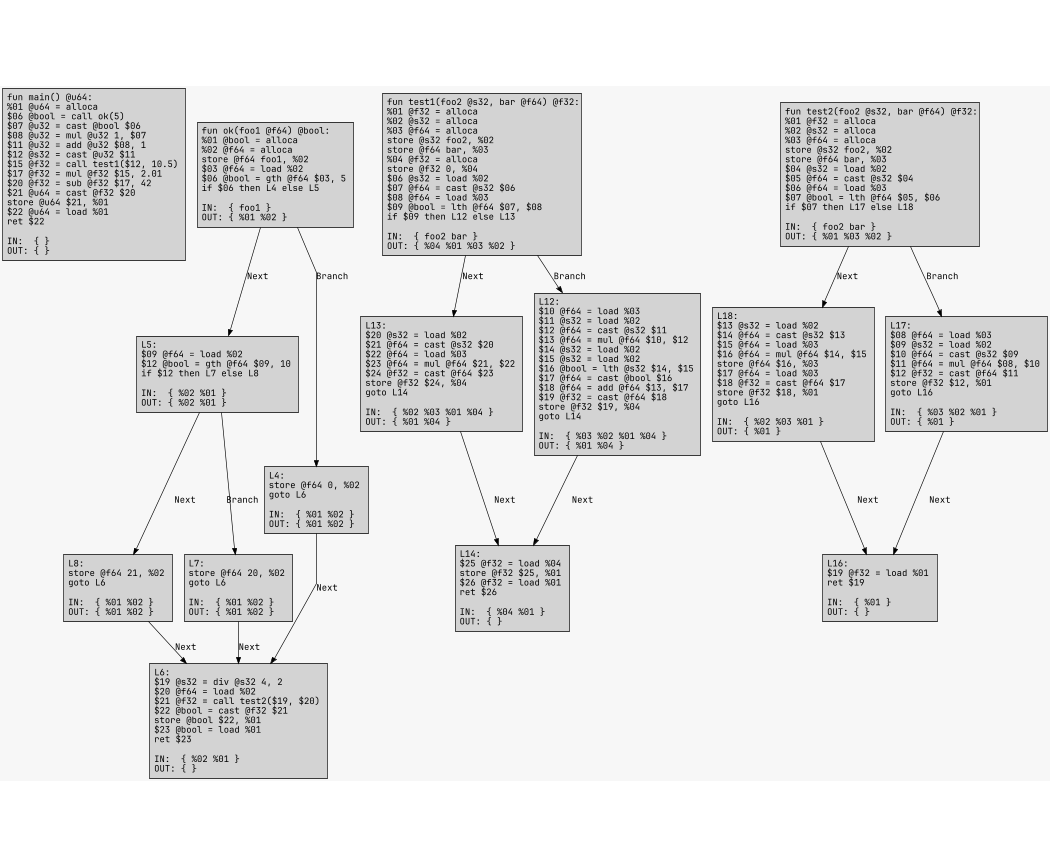 fun main() @u64:
%01 @u64 = alloca
$06 @bool = call ok(5)
$07 @u32 = cast @bool $06
$08 @u32 = mul @u32 1, $07
$11 @u32 = add @u32 $08, 1
$12 @s32 = cast @u32 $11
$15 @f32 = call test1($12, 10.5)
$17 @f32 = mul @f32 $15, 2.01
$20 @f32 = sub @f32 $17, 42
$21 @u64 = cast @f32 $20
store @u64 $21, %01
$22 @u64 = load %01
ret $22
IN:  { }
OUT: { }
fun ok(foo1 @f64) @bool:
%01 @bool = alloca
%02 @f64 = alloca
store @f64 foo1, %02
$03 @f64 = load %02
$06 @bool = gth @f64 $03, 5
if $06 then L4 else L5
IN:  { foo1 }
OUT: { %01 %02 }
Next
Branch
L5:
$09 @f64 = load %02
$12 @bool = gth @f64 $09, 10
if $12 then L7 else L8
IN:  { %02 %01 }
OUT: { %02 %01 }
Next
Branch
L4:
store @f64 0, %02
goto L6
IN:  { %01 %02 }
OUT: { %01 %02 }
L8:
store @f64 21, %02
goto L6
IN:  { %01 %02 }
OUT: { %01 %02 }
L7:
store @f64 20, %02
goto L6
IN:  { %01 %02 }
OUT: { %01 %02 }
Next
Next
Next
L6:
$19 @s32 = div @s32 4, 2
$20 @f64 = load %02
$21 @f32 = call test2($19, $20)
$22 @bool = cast @f32 $21
store @bool $22, %01
$23 @bool = load %01
ret $23
IN:  { %02 %01 }
OUT: { }
fun test1(foo2 @s32, bar @f64) @f32:
%01 @f32 = alloca
%02 @s32 = alloca
%03 @f64 = alloca
store @s32 foo2, %02
store @f64 bar, %03
%04 @f32 = alloca
store @f32 0, %04
$06 @s32 = load %02
$07 @f64 = cast @s32 $06
$08 @f64 = load %03
$09 @bool = lth @f64 $07, $08
if $09 then L12 else L13
IN:  { foo2 bar }
OUT: { %04 %01 %03 %02 }
Next
Branch
L13:
$20 @s32 = load %02
$21 @f64 = cast @s32 $20
$22 @f64 = load %03
$23 @f64 = mul @f64 $21, $22
$24 @f32 = cast @f64 $23
store @f32 $24, %04
goto L14
IN:  { %02 %03 %01 %04 }
OUT: { %01 %04 }
L12:
$10 @f64 = load %03
$11 @s32 = load %02
$12 @f64 = cast @s32 $11
$13 @f64 = mul @f64 $10, $12
$14 @s32 = load %02
$15 @s32 = load %02
$16 @bool = lth @s32 $14, $15
$17 @f64 = cast @bool $16
$18 @f64 = add @f64 $13, $17
$19 @f32 = cast @f64 $18
store @f32 $19, %04
goto L14
IN:  { %03 %02 %01 %04 }
OUT: { %01 %04 }
Next
Next
L14:
$25 @f32 = load %04
store @f32 $25, %01
$26 @f32 = load %01
ret $26
IN:  { %04 %01 }
OUT: { }
fun test2(foo2 @s32, bar @f64) @f32:
%01 @f32 = alloca
%02 @s32 = alloca
%03 @f64 = alloca
store @s32 foo2, %02
store @f64 bar, %03
$04 @s32 = load %02
$05 @f64 = cast @s32 $04
$06 @f64 = load %03
$07 @bool = lth @f64 $05, $06
if $07 then L17 else L18
IN:  { foo2 bar }
OUT: { %01 %03 %02 }
Next
Branch
L18:
$13 @s32 = load %02
$14 @f64 = cast @s32 $13
$15 @f64 = load %03
$16 @f64 = mul @f64 $14, $15
store @f64 $16, %03
$17 @f64 = load %03
$18 @f32 = cast @f64 $17
store @f32 $18, %01
goto L16
IN:  { %02 %03 %01 }
OUT: { %01 }
L17:
$08 @f64 = load %03
$09 @s32 = load %02
$10 @f64 = cast @s32 $09
$11 @f64 = mul @f64 $08, $10
$12 @f32 = cast @f64 $11
store @f32 $12, %01
goto L16
IN:  { %03 %02 %01 }
OUT: { %01 }
Next
Next
L16:
$19 @f32 = load %01
ret $19
IN:  { %01 }
OUT: { }